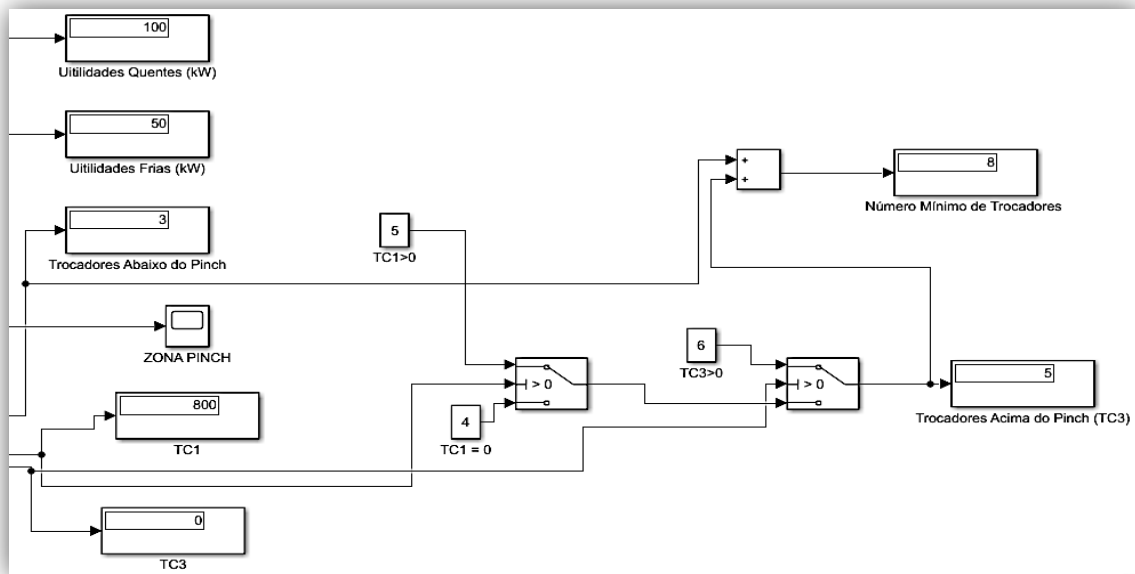 100
Uitilidades Quentes (kW)
50
Uitilidades Frias (kW)
3
Trocadores Abaixo do Pinch
ZONA PINCH
800
TC1
0
TC3
5
TC1>0
> 0
4
TC1 = 0
6
TC3>0
> 0
+
+
8
Número Mínimo de Trocadores
5
Trocadores Acima do Pinch (TC3)